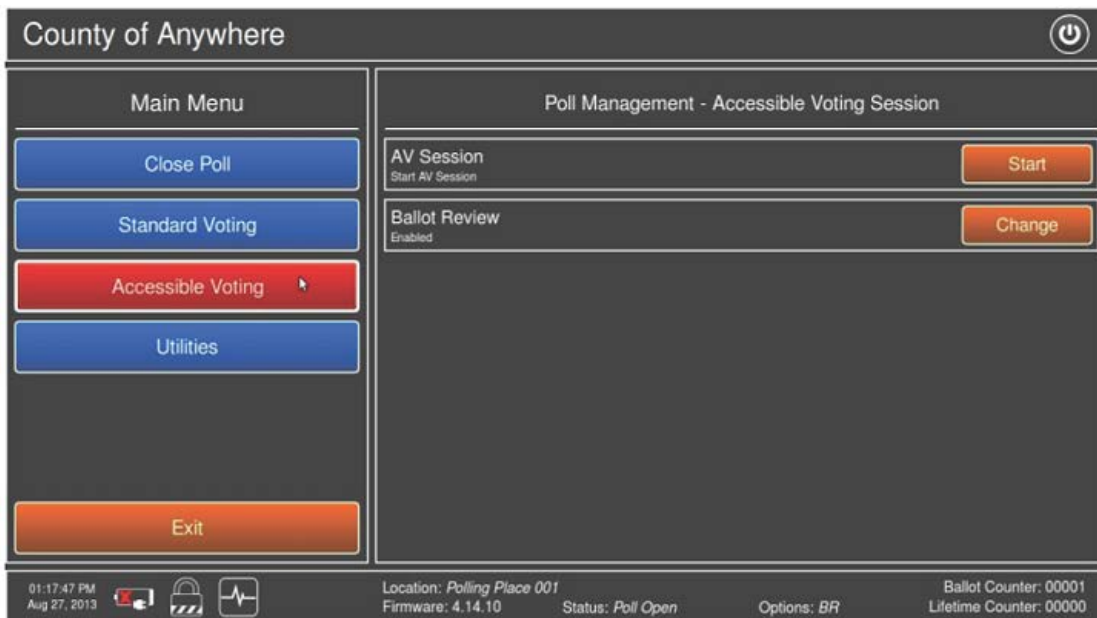 County of Anywhere
Main Menu
Close Poll
Standard Voting
Accessible Voting
Utilities
Exit
Poll Management - Accessible Voting Session
AV Session
Start AV Session
Start
Ballot Review
Enabled
Change
01:17:47 PM
Aug 27, 2013
Location: Polling Place 001
Firmware: 4.14.10 Status: Poll Open Options: BR
Ballot Counter: 00001
Lifetime Counter: 00000